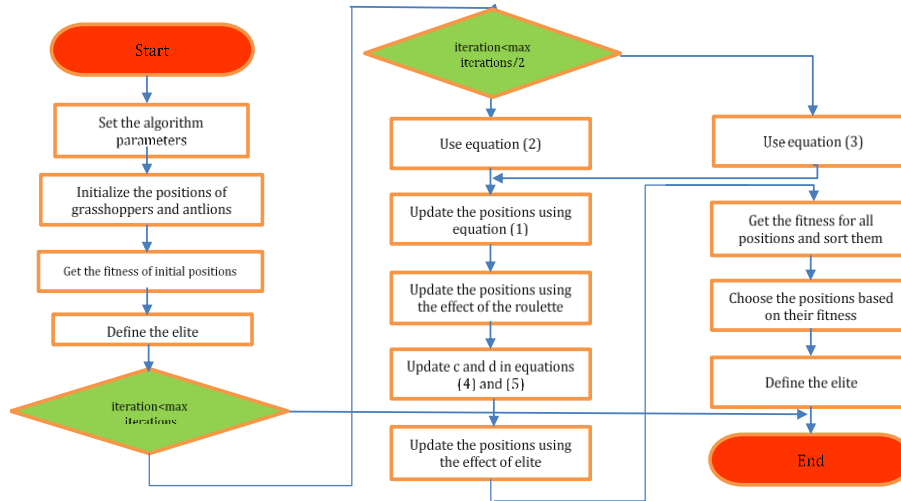 Start
Set the algorithm
parameters
Initialize the positions of
grasshoppers and antlions
Get the fitness of initial positions
Define the elite
iteration<max
iterations
iteration<max
iterations/2
Use equation (2)
Use equation (3)
Update the positions using
equation (1)
Update the positions using
the effect of the roulette
Update c and d in equations
(4) and (5)
Update the positions using
the effect of elite
Get the fitness for all
positions and sort them
Choose the positions based
on their fitness
Define the elite
End